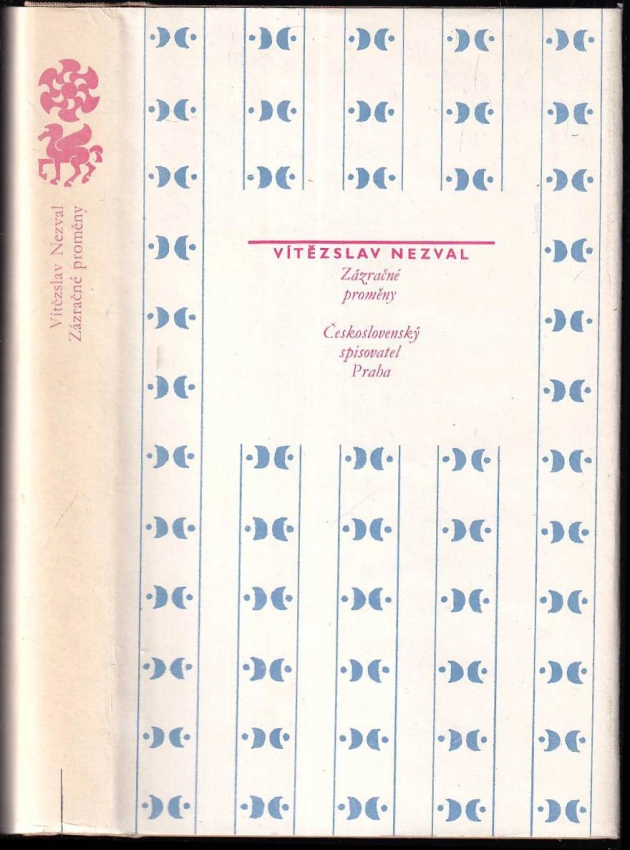 Vítězslav Nezval
Zázračné proměny
VÍTĚZSLAV NEZVAL
Zázračné
proměny
Československý
spisovatel
Praha